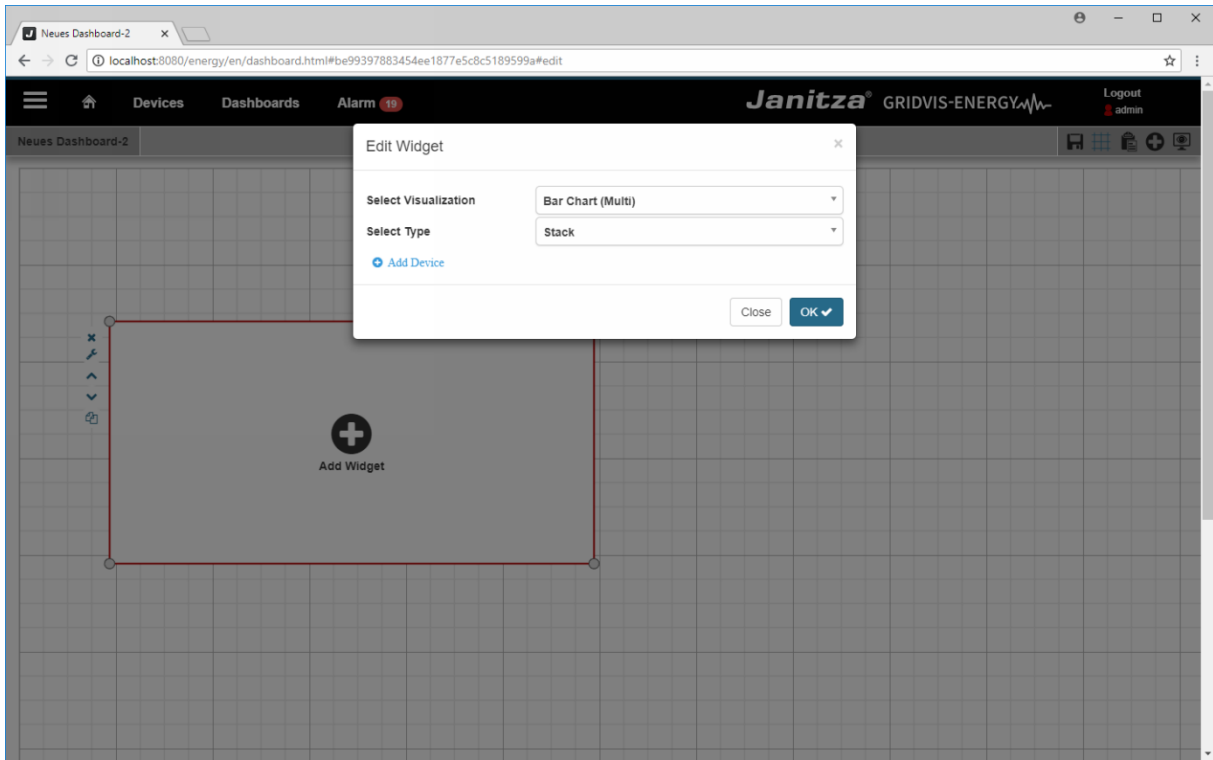 Neues Dashboard-2
localhost:8080/energy/en/dashboard.html#be99397883454ee1877e5c8c5189599a#edit
Devices Dashboards Alarm 19
Janitza® GRIDVIS-ENERGY
Logout
admin
Neues Dashboard-2
Edit Widget
Select Visualization Bar Chart (Multi)
Select Type Stack
Add Device
Close OK
Add Widget